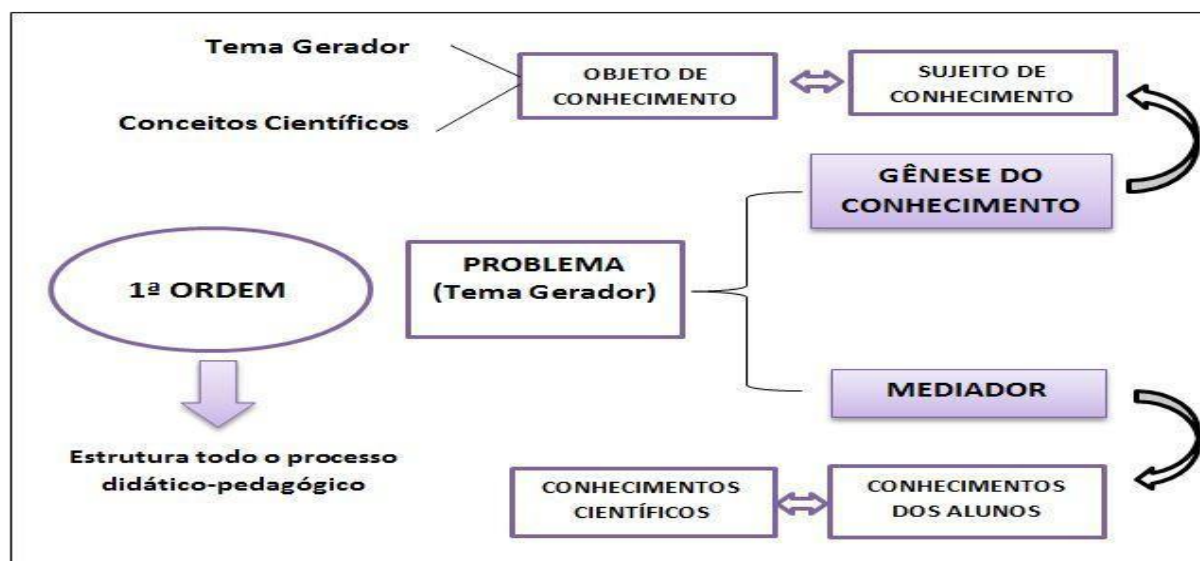 Tema Gerador
Conceitos Científicos
OBJETO DE
CONHECIMENTO
SUJEITO DE
CONHECIMENTO
GÊNESE DO
CONHECIMENTO
1ª ORDEM
PROBLEMA
(Tema Gerador)
MEDIADOR
Estrutura todo o processo
didático-pedagógico
CONHECIMENTOS
CIENTÍFICOS
CONHECIMENTOS
DOS ALUNOS